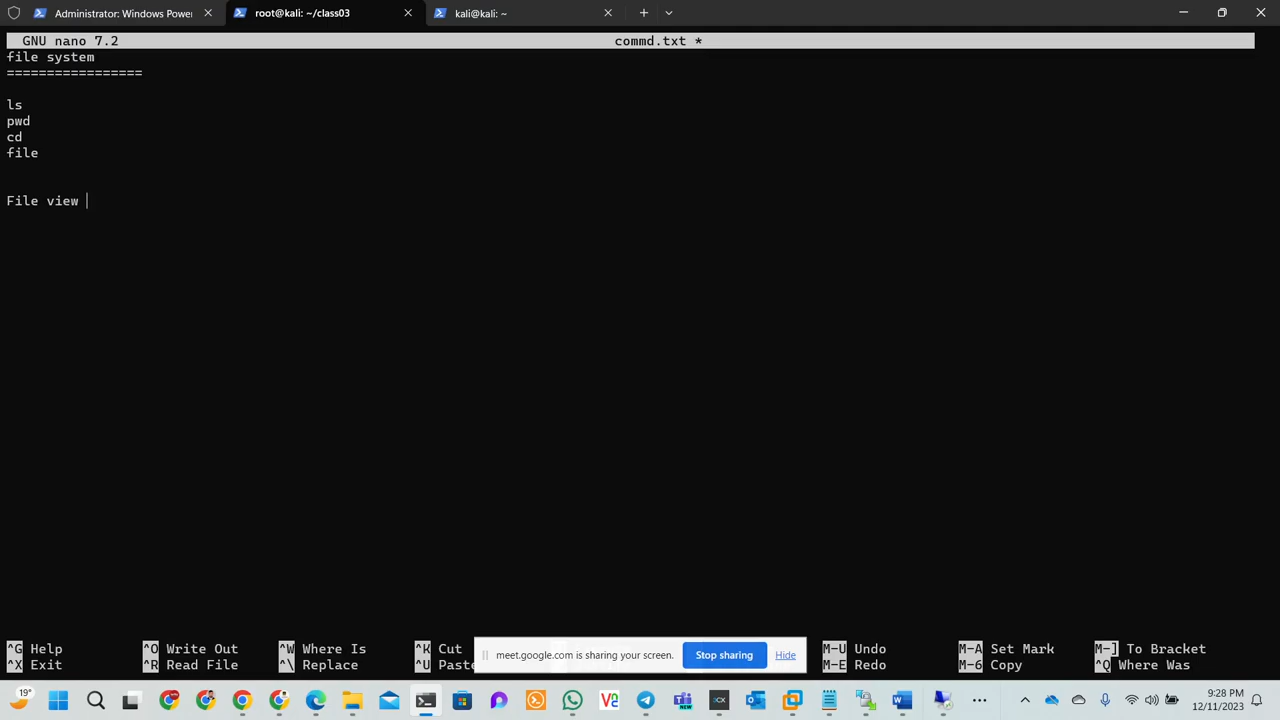 Administrator: Windows Power
root@kali: ~/class03
kali@kali: ~
GNU nano 7.2
commd.txt *
file system
=================
ls
pwd
cd
file
File view
^G Help
^O Write Out
^W Where Is
^K Cut
M-U Undo
M-A Set Mark
M-] To Bracket
^X Exit
^R Read File
^\ Replace
^U Paste
M-E Redo
M-6 Copy
^Q Where Was
meet.google.com is sharing your screen.
Stop sharing
Hide
19°
9:28 PM
12/11/2023